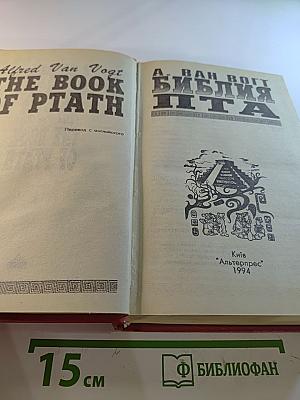 Alfred Van Vogt
THE BOOK
OF PTATH
Перевод с английского
А. ВАН ВОГТ
БИБЛИЯ
ПТА
Київ
"Альтерпрес"
1994
15 см
Ф БИБЛИОФАН